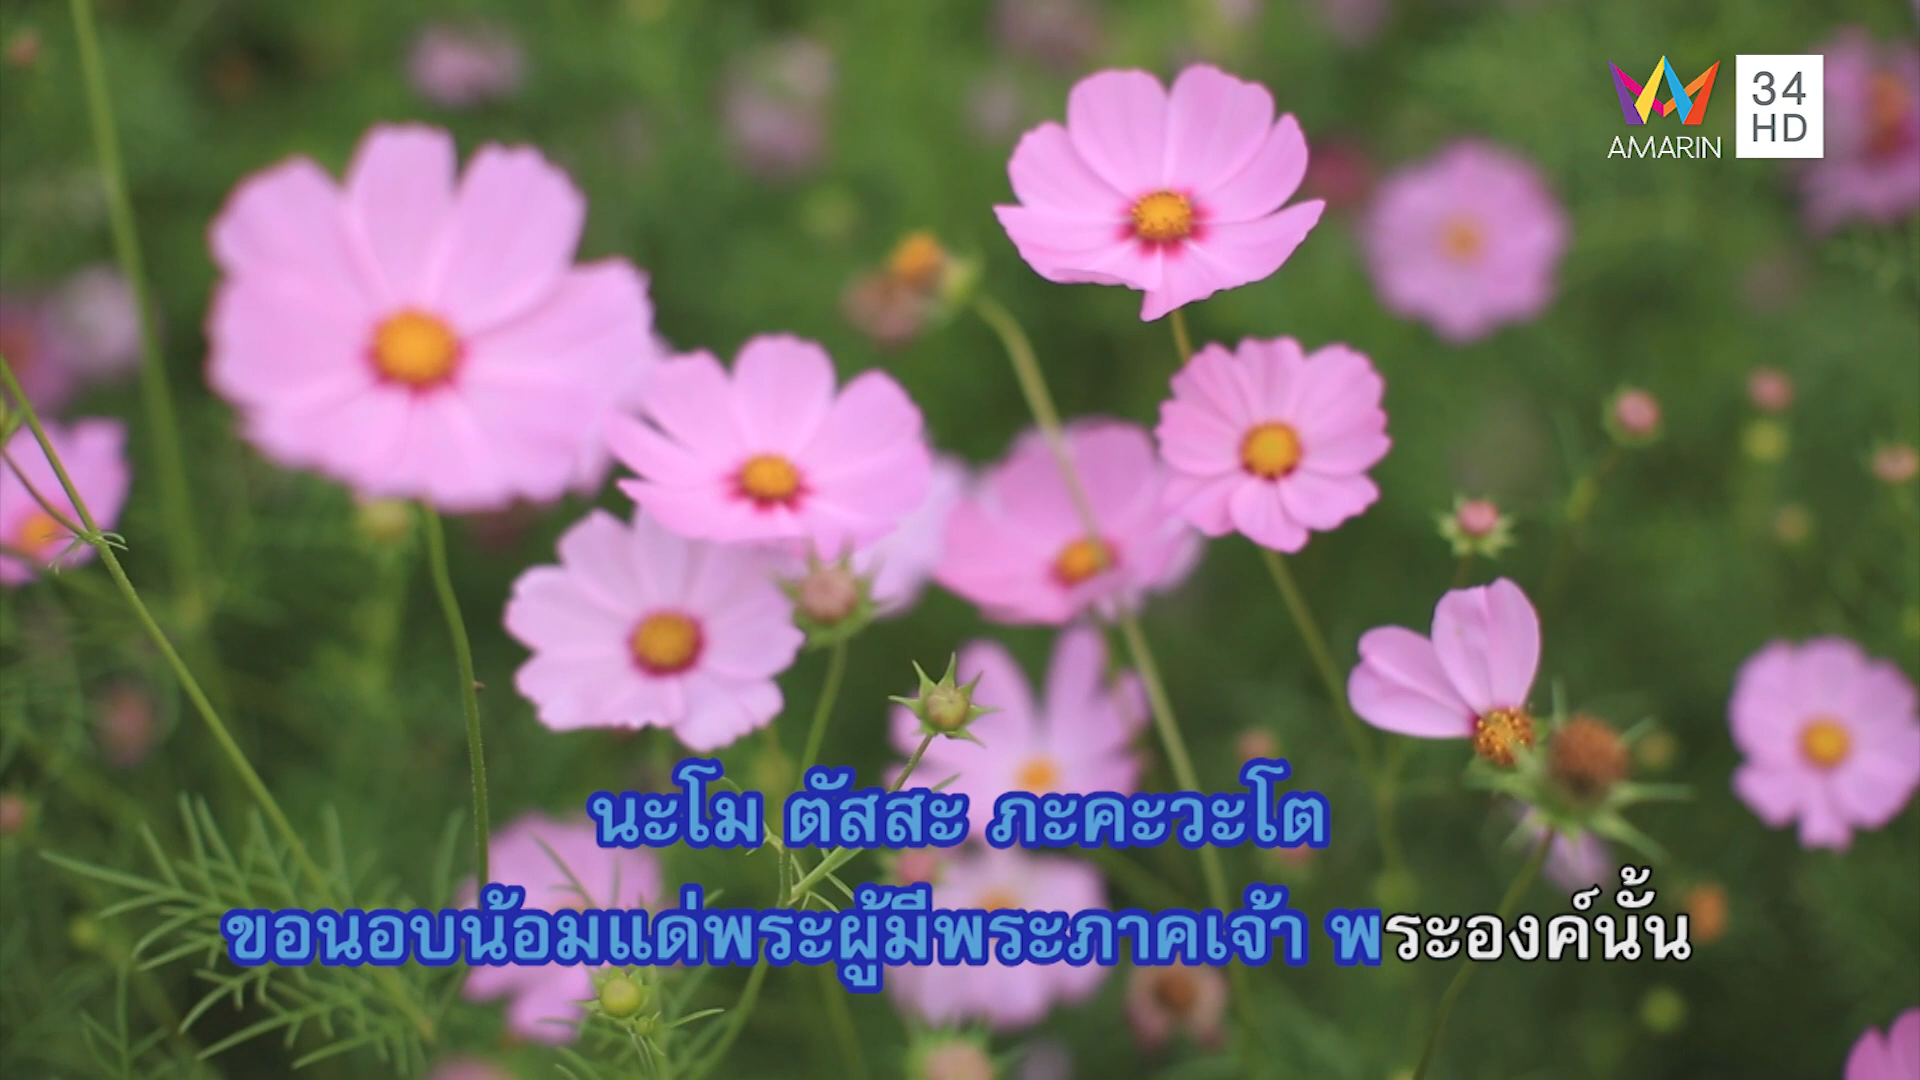 AMARIN
34
HD
นะโม ตัสสะ ภะคะวะโต
ขอนอบน้อมแด่พระผู้มีพระภาคเจ้า พระองค์นั้น